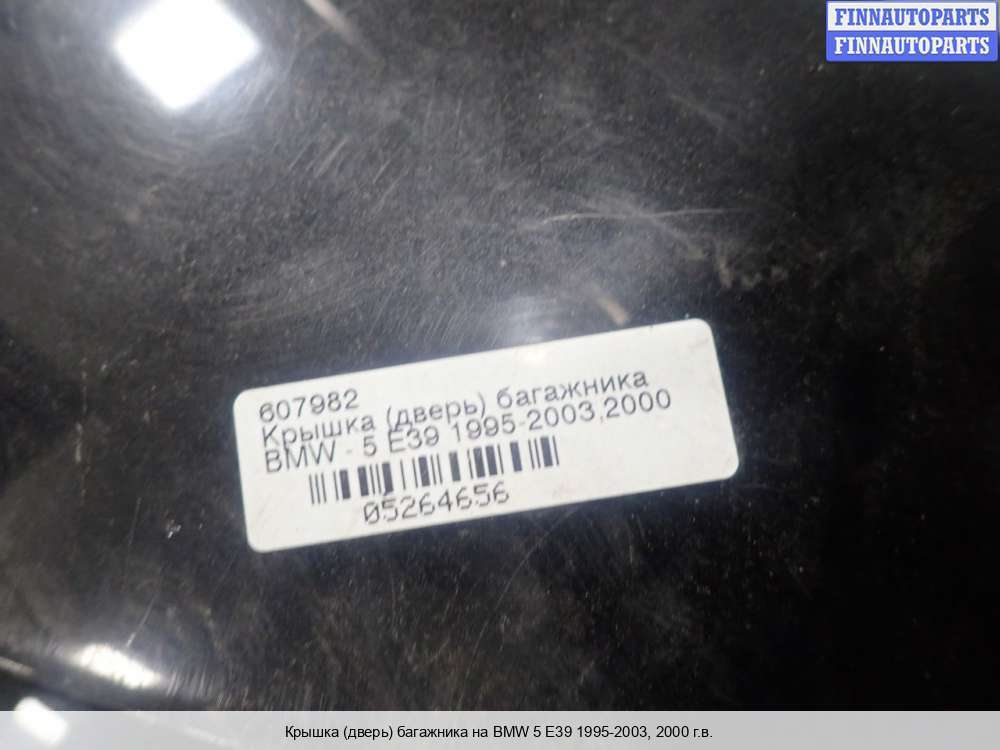 FINNAUTOPARTS
FINNAUTOPARTS
607982
Крышка (дверь) багажника
BMW - 5 E39 1995-2003,2000
05264656
Крышка (дверь) багажника на BMW 5 E39 1995-2003, 2000 г.в.